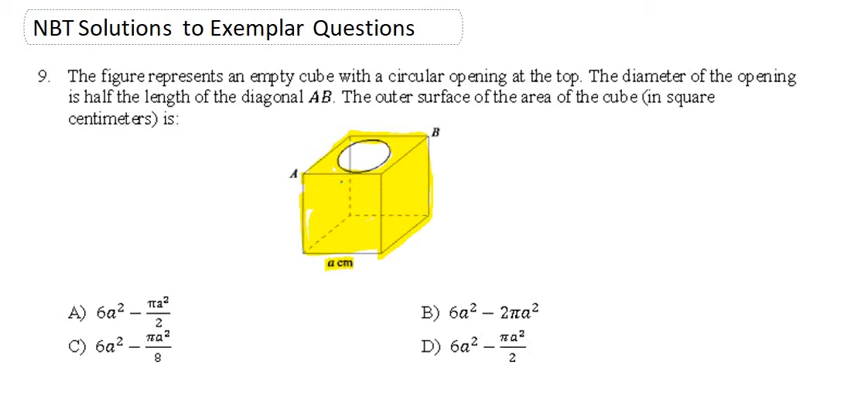 NBT Solutions to Exemplar Questions
9. The figure represents an empty cube with a circular opening at the top. The diameter of the opening
is half the length of the diagonal AB. The outer surface of the area of the cube (in square
centimeters) is:
B
A
a cm
A) 6a² − πa²/2
B) 6a² − 2πa²
C) 6a² − πa²/8
D) 6a² − πa²/2